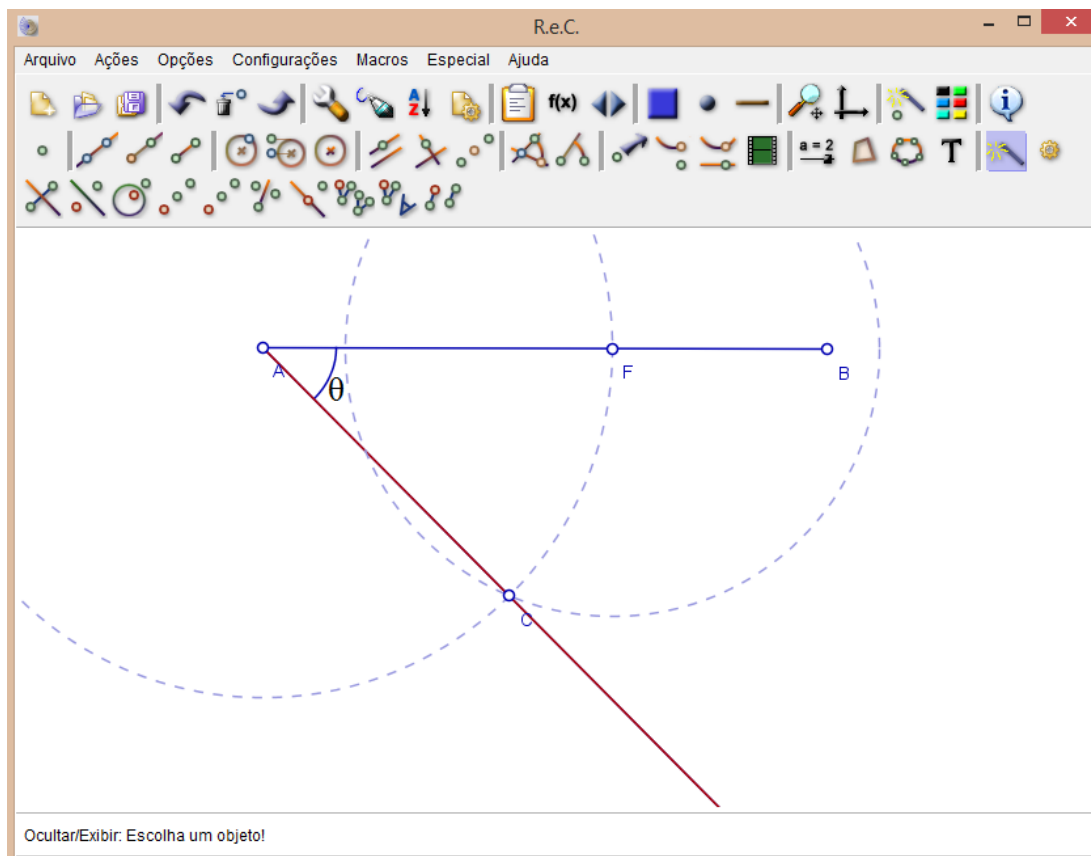 R.e.C.
Arquivo Ações Opções Configurações Macros Especial Ajuda
A Z f(x)
a = 2 T
A F B
θ
C
Ocultar/Exibir: Escolha um objeto!